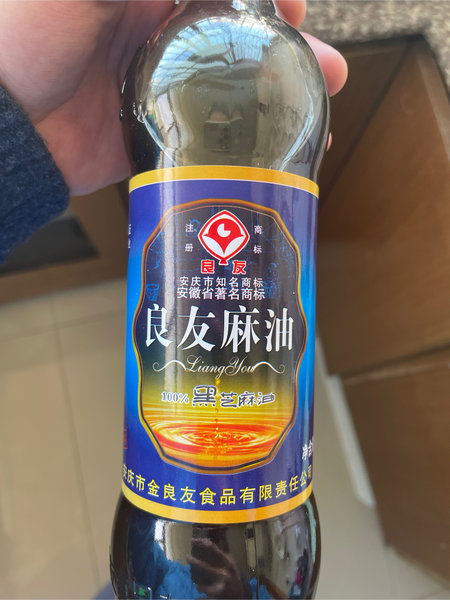 注册
商标
良友
安庆市知名商标
安徽省著名商标
良友麻油
LiangYou
100% 黑芝麻油
安庆市金良友食品有限责任公司
净